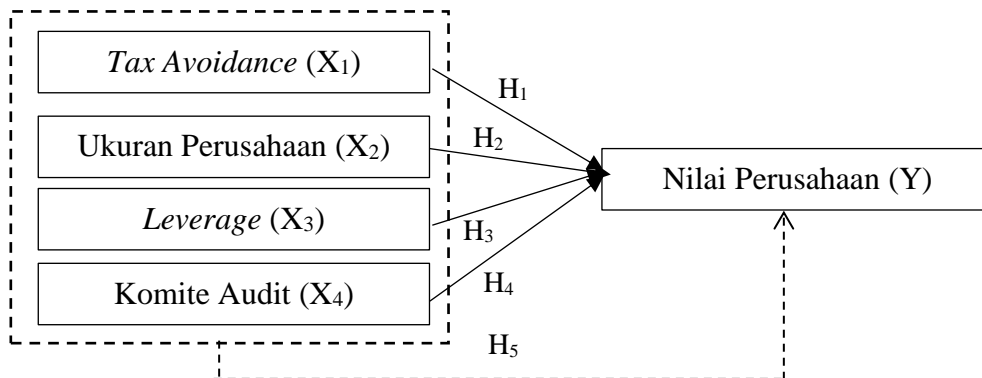 Tax Avoidance (X₁)
H₁
Ukuran Perusahaan (X₂)
H₂
Nilai Perusahaan (Y)
Leverage (X₃)
H₃
Komite Audit (X₄)
H₄
H₅